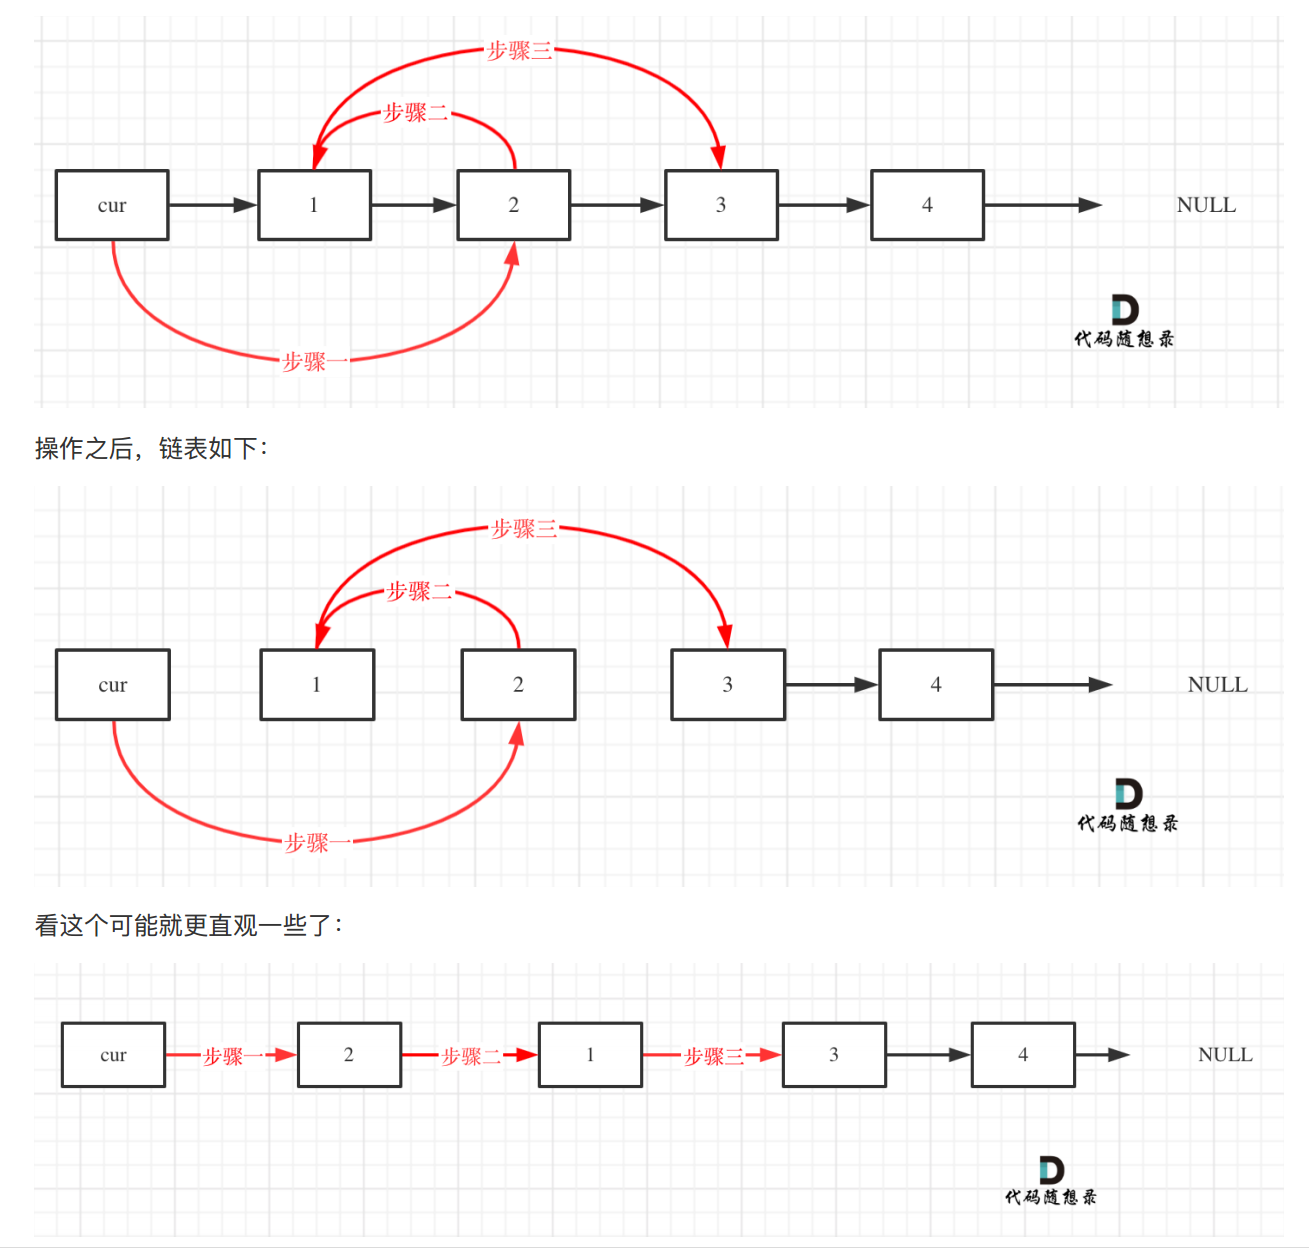 步骤三
步骤二
cur 1 2 3 4 NULL
步骤一
代码随想录
操作之后，链表如下：
步骤三
步骤二
cur 1 2 3 4 NULL
步骤一
代码随想录
看这个可能就更直观一些了：
cur 步骤一 2 步骤二 1 步骤三 3 4 NULL
代码随想录